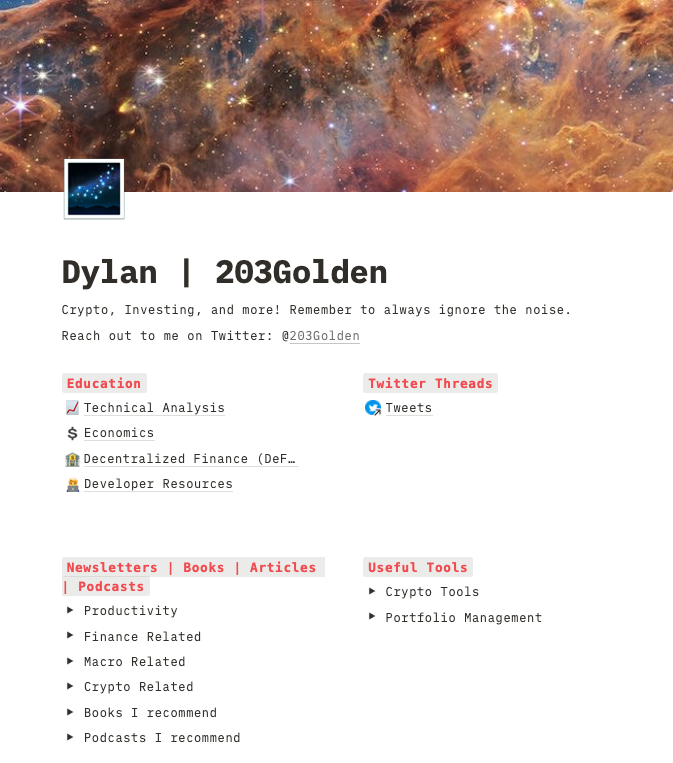 Dylan | 203Golden
Crypto, Investing, and more! Remember to always ignore the noise.
Reach out to me on Twitter: @203Golden
Education
Technical Analysis
Economics
Decentralized Finance (DeF…
Developer Resources
Twitter Threads
Tweets
Newsletters | Books | Articles
| Podcasts
Productivity
Finance Related
Macro Related
Crypto Related
Books I recommend
Podcasts I recommend
Useful Tools
Crypto Tools
Portfolio Management